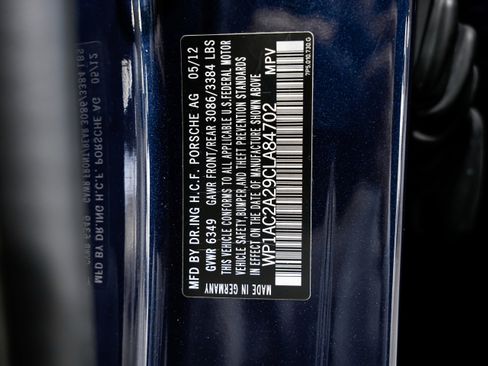 MFD BY DR.ING H.C.F. PORSCHE AG 05/12
GVWR 6349 GAWR FRONT/REAR 3086/3384 LBS
THIS VEHICLE CONFORMS TO ALL APPLICABLE U.S.FEDERAL MOTOR
VEHICLE SAFETY,BUMPER,AND THEFT PREVENTION STANDARDS
IN EFFECT ON THE DATE OF MANUFACTURE SHOWN ABOVE
WP1AC2A29CLA84702 MPV
MADE IN GERMANY